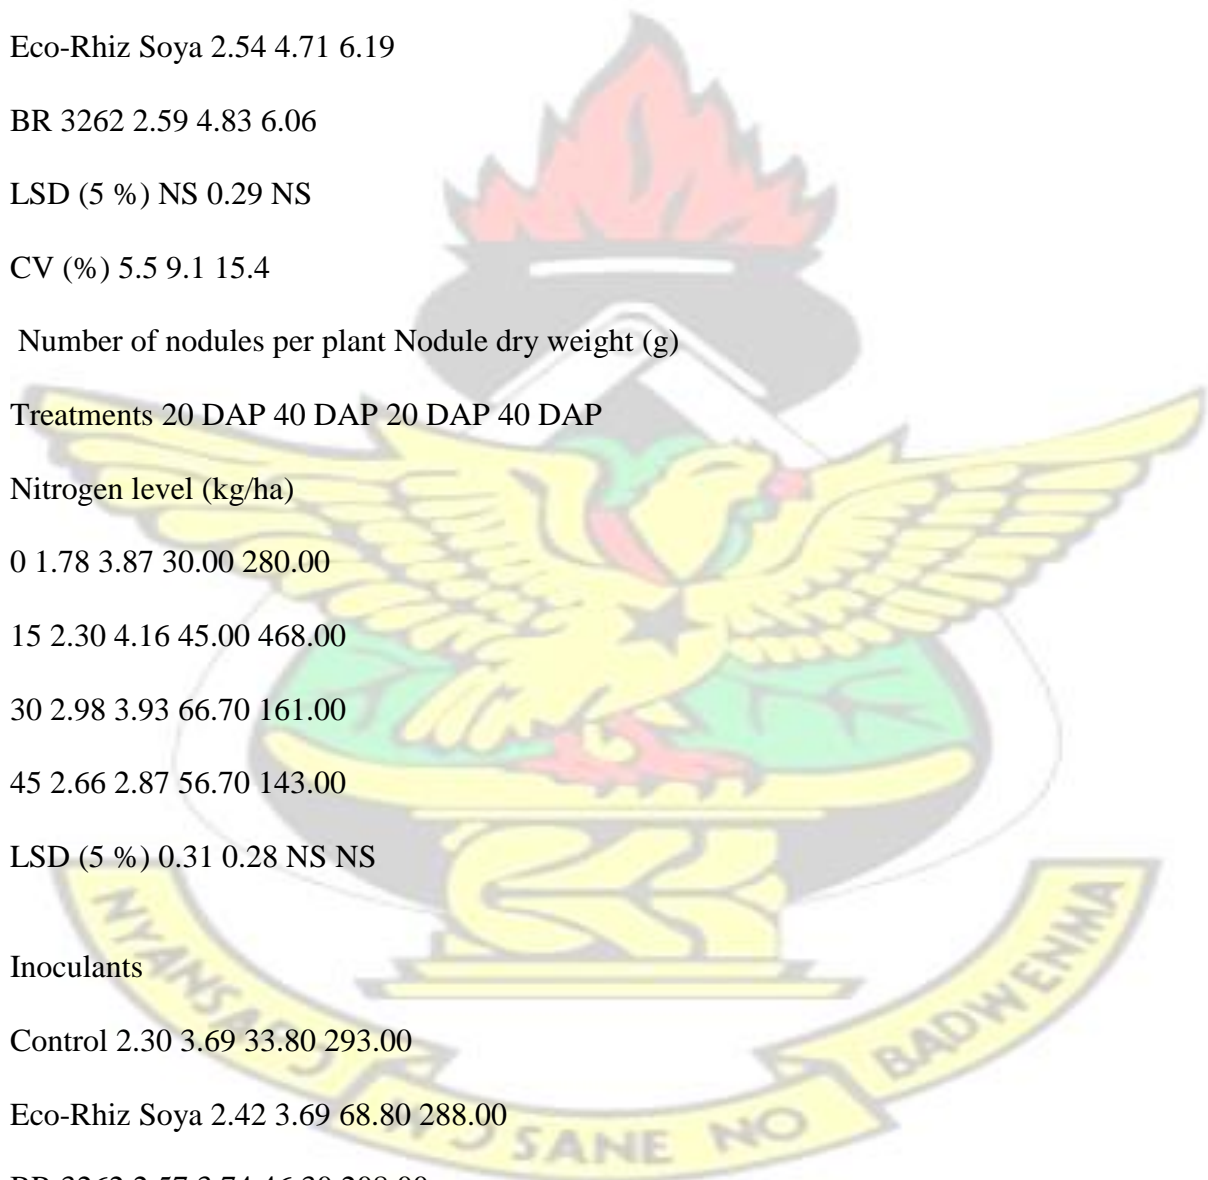 Eco-Rhiz Soya 2.54 4.71 6.19
BR 3262 2.59 4.83 6.06
LSD (5 %) NS 0.29 NS
CV (%) 5.5 9.1 15.4
Number of nodules per plant Nodule dry weight (g)
Treatments 20 DAP 40 DAP 20 DAP 40 DAP
Nitrogen level (kg/ha)
0 1.78 3.87 30.00 280.00
15 2.30 4.16 45.00 468.00
30 2.98 3.93 66.70 161.00
45 2.66 2.87 56.70 143.00
LSD (5 %) 0.31 0.28 NS NS
Inoculants
Control 2.30 3.69 33.80 293.00
Eco-Rhiz Soya 2.42 3.69 68.80 288.00
NYANSAPO WO SANE NO BADWENMA